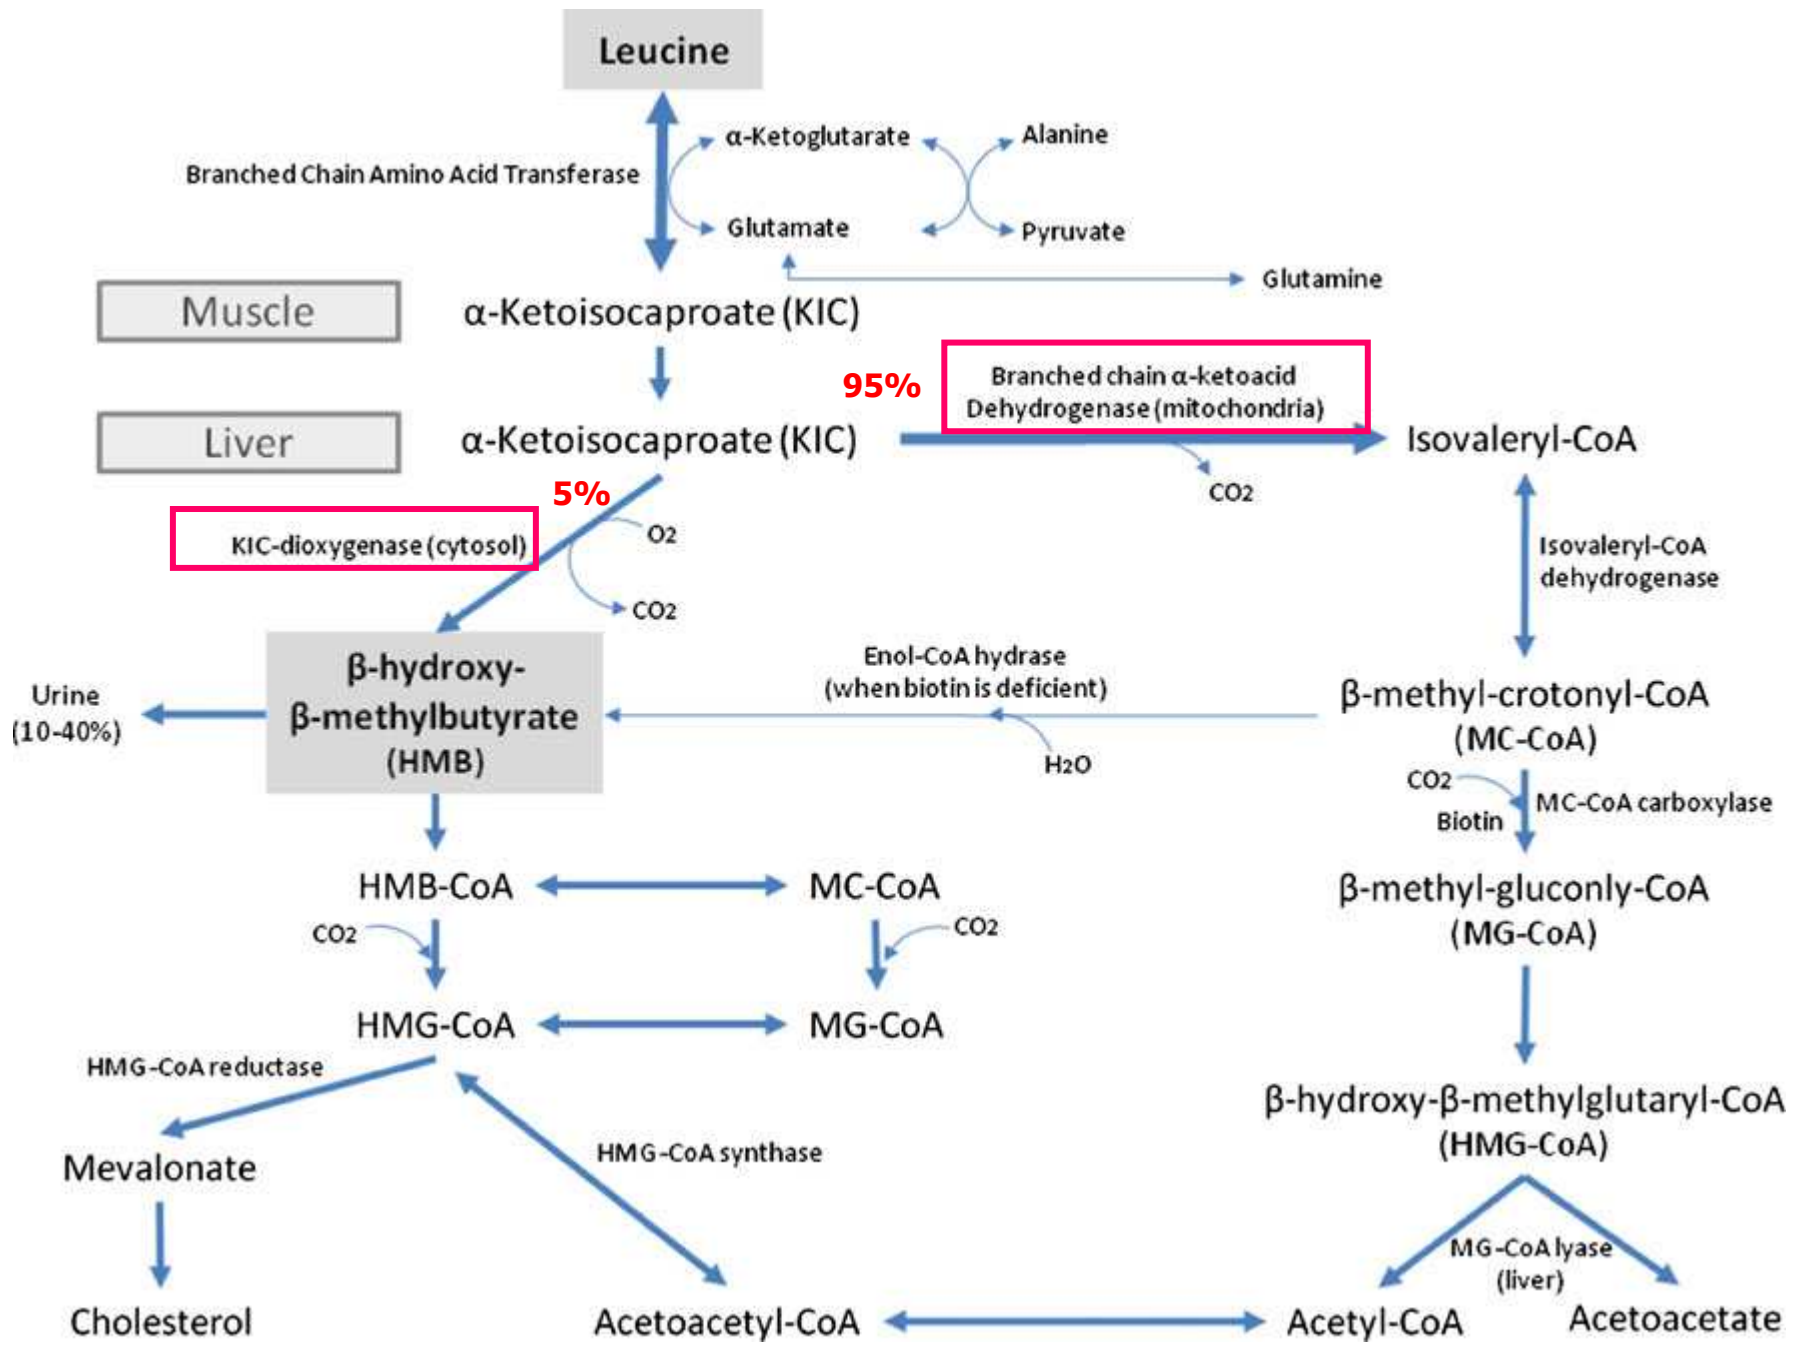 Leucine
α-Ketoglutarate
Alanine
Branched Chain Amino Acid Transferase
Glutamate
Pyruvate
Glutamine
Muscle
α-Ketoisocaproate (KIC)
95%
Branched chain α-ketoacid
Dehydrogenase (mitochondria)
Liver
α-Ketoisocaproate (KIC)
Isovaleryl-CoA
CO2
5%
KIC-dioxygenase (cytosol)
O2
CO2
Isovaleryl-CoA
dehydrogenase
β-hydroxy-
β-methylbutyrate
(HMB)
Urine
(10-40%)
Enol-CoA hydrase
(when biotin is deficient)
H2O
β-methyl-crotonyl-CoA
(MC-CoA)
CO2
Biotin
MC-CoA carboxylase
HMB-CoA
MC-CoA
β-methyl-gluconly-CoA
(MG-CoA)
CO2
CO2
HMG-CoA
MG-CoA
HMG-CoA reductase
β-hydroxy-β-methylglutaryl-CoA
(HMG-CoA)
Mevalonate
HMG-CoA synthase
MG-CoA lyase
(liver)
Cholesterol
Acetoacetyl-CoA
Acetyl-CoA
Acetoacetate